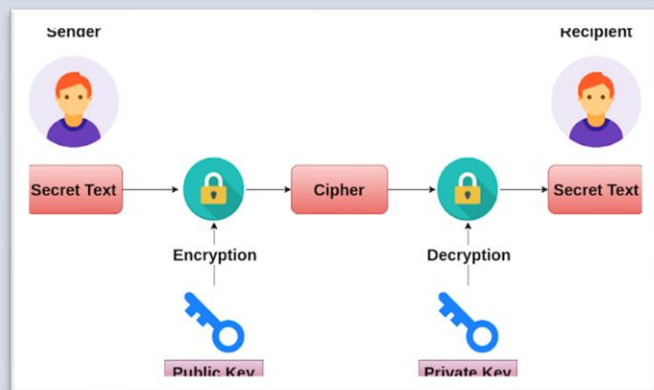 Sender
Recipient
Secret Text
Cipher
Secret Text
Encryption
Decryption
Public Key
Private Key